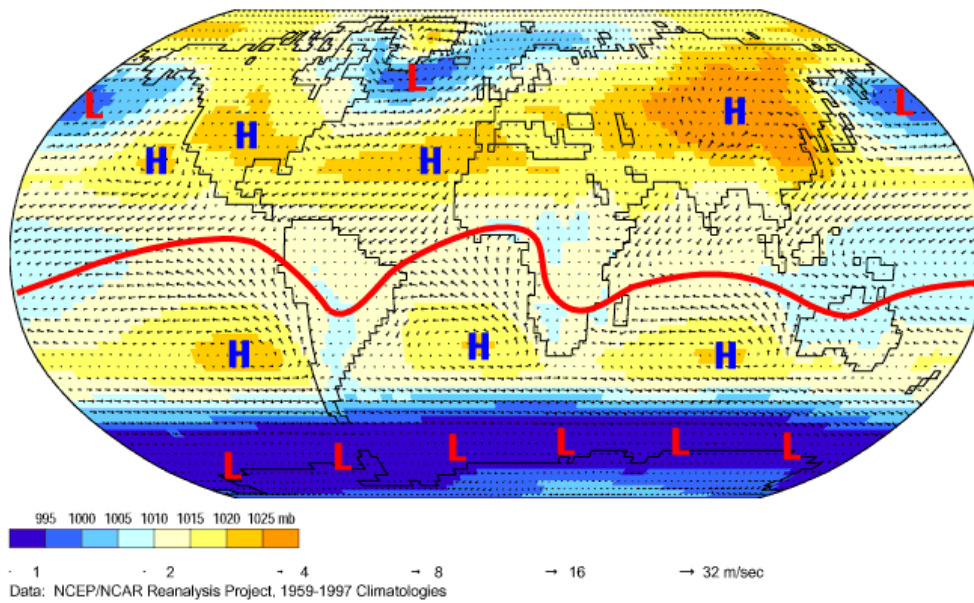 L
L
L
H
H
H
H
H
H
H
L
L
L
L
L
L
995 1000 1005 1010 1015 1020 1025 mb
1 2 4 8 16 32 m/sec
Data: NCEP/NCAR Reanalysis Project, 1959-1997 Climatologies